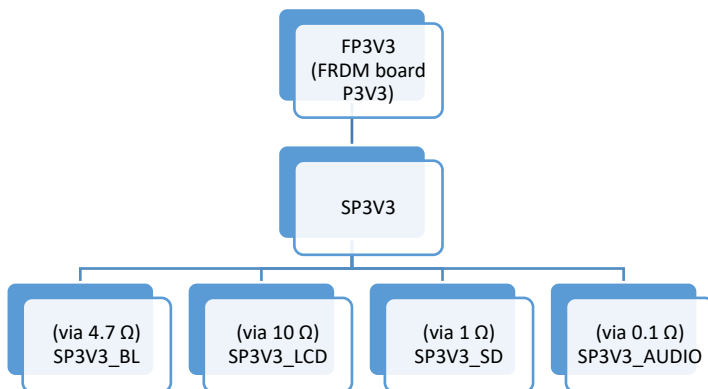 FP3V3
(FRDM board
P3V3)
SP3V3
(via 4.7 Ω)
SP3V3_BL
(via 10 Ω)
SP3V3_LCD
(via 1 Ω)
SP3V3_SD
(via 0.1 Ω)
SP3V3_AUDIO